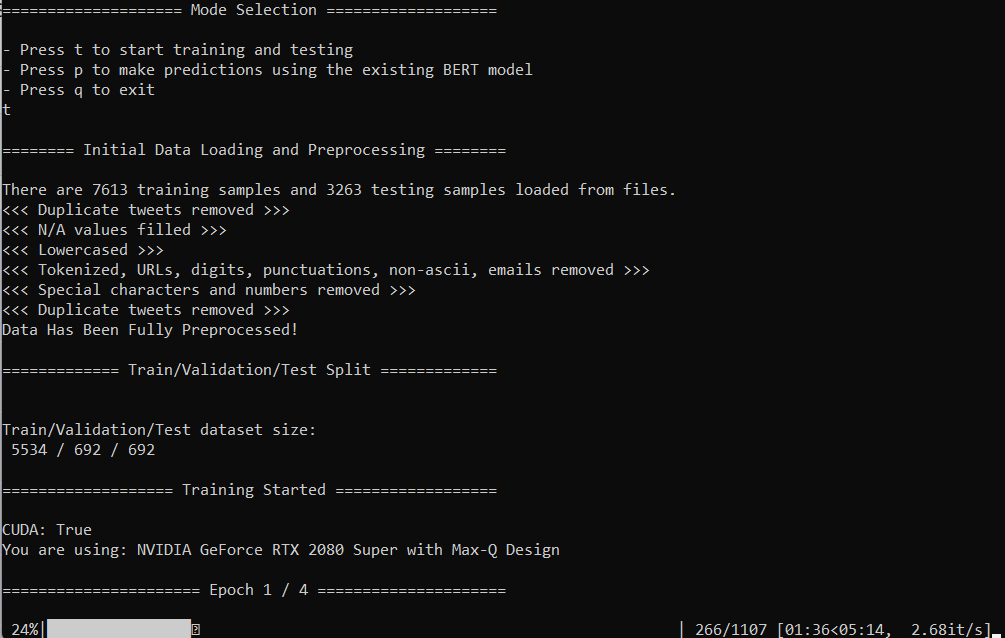 ==================== Mode Selection ===================
- Press t to start training and testing
- Press p to make predictions using the existing BERT model
- Press q to exit
t
======== Initial Data Loading and Preprocessing ========
There are 7613 training samples and 3263 testing samples loaded from files.
<<< Duplicate tweets removed >>>
<<< N/A values filled >>>
<<< Lowercased >>>
<<< Tokenized, URLs, digits, punctuations, non-ascii, emails removed >>>
<<< Special characters and numbers removed >>>
<<< Duplicate tweets removed >>>
Data Has Been Fully Preprocessed!
============= Train/Validation/Test Split =============
Train/Validation/Test dataset size:
5534 / 692 / 692
=================== Training Started ==================
CUDA: True
You are using: NVIDIA GeForce RTX 2080 Super with Max-Q Design
====================== Epoch 1 / 4 =====================
24%| | 266/1107 [01:36<05:14, 2.68it/s]